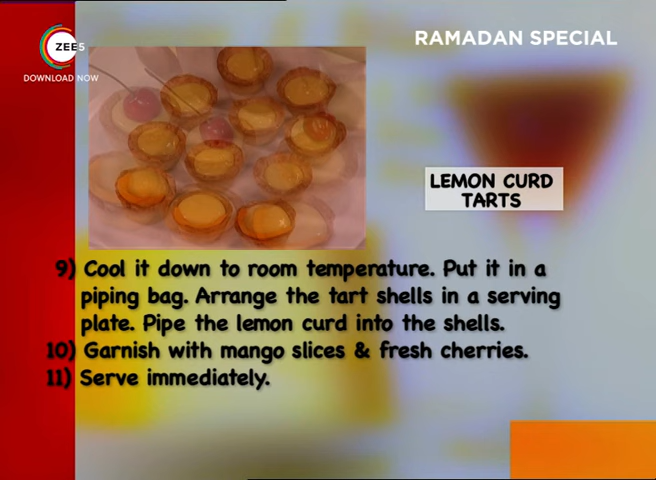 ZEE5
DOWNLOAD NOW
RAMADAN SPECIAL
LEMON CURD
TARTS
9) Cool it down to room temperature. Put it in a
piping bag. Arrange the tart shells in a serving
plate. Pipe the lemon curd into the shells.
10) Garnish with mango slices & fresh cherries.
11) Serve immediately.